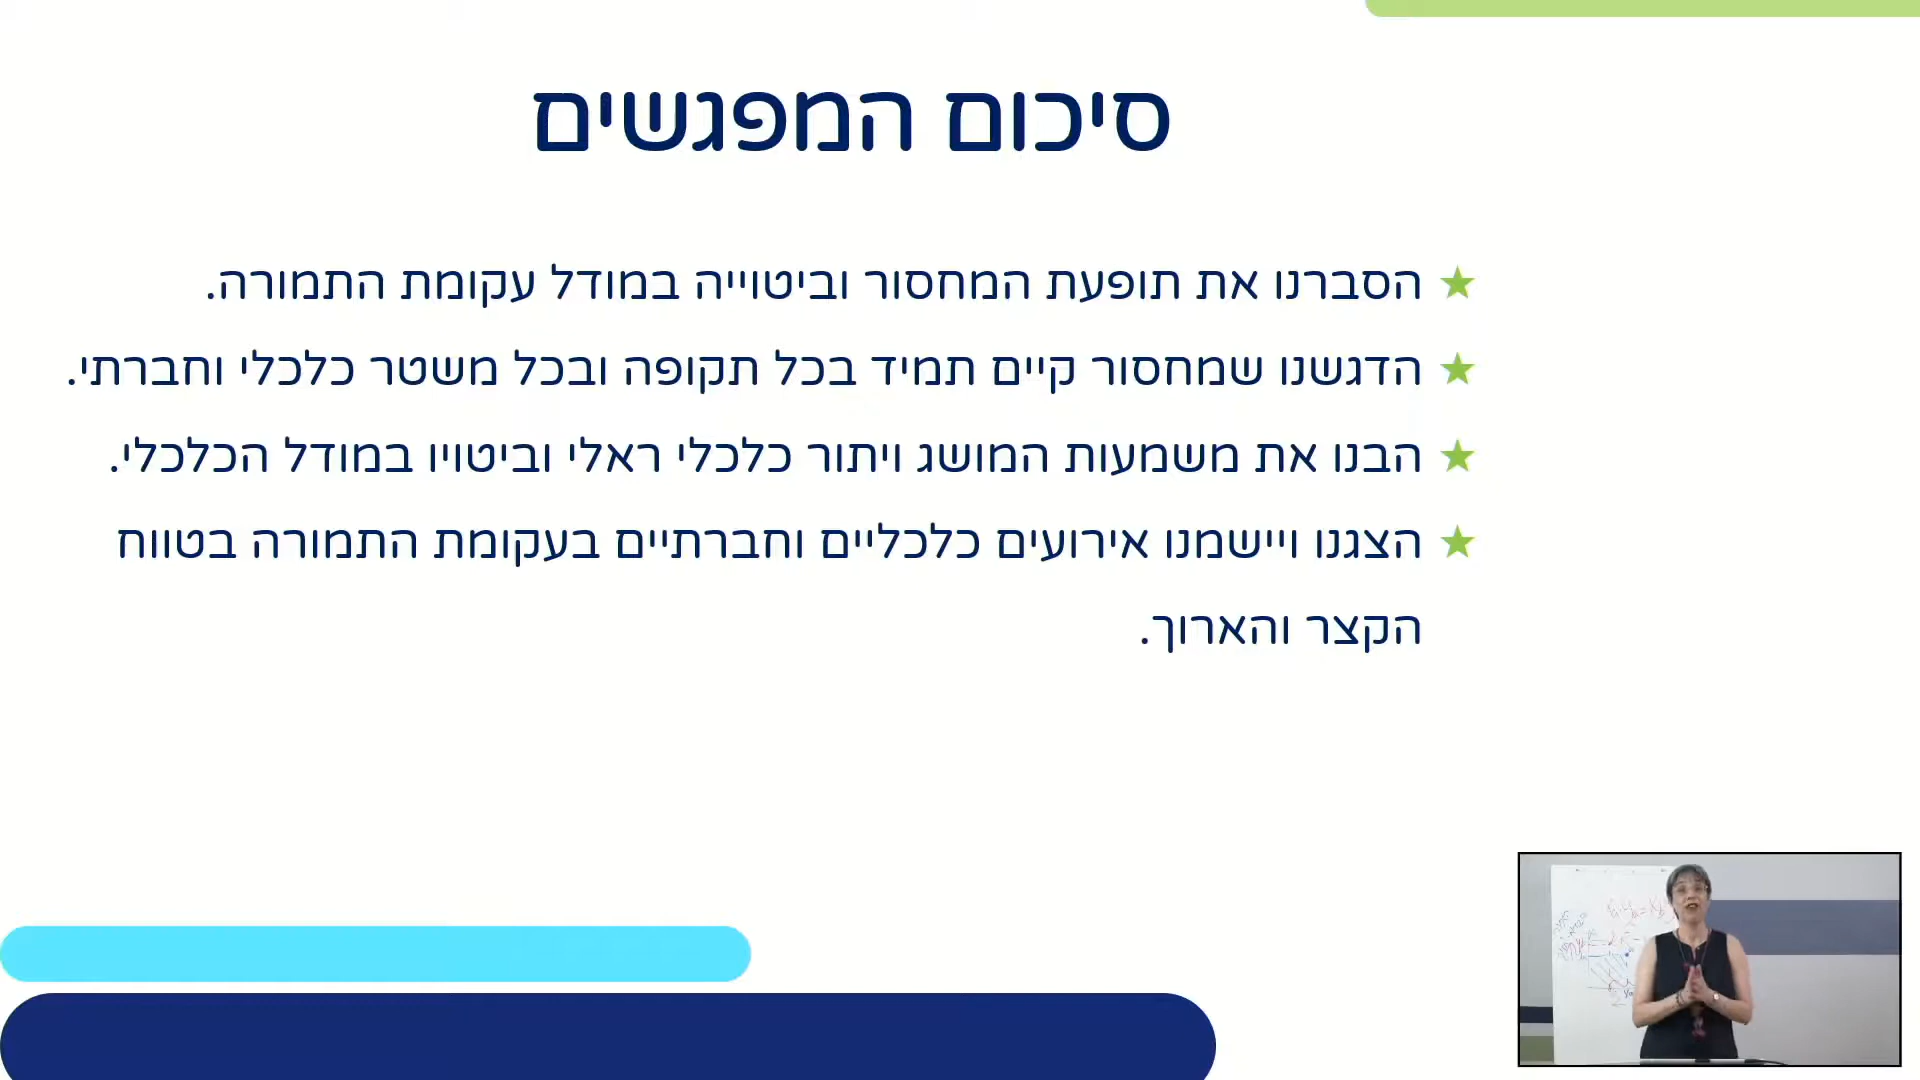 סיכום המפגשים
הסברנו את תופעת המחסור וביטוייה במודל עקומת התמורה.
הדגשנו שמחסור קיים תמיד בכל תקופה ובכל משטר כלכלי וחברתי.
הבנו את משמעות המושג ויתור כלכלי ראלי וביטויו במודל הכלכלי.
הצגנו ויישמנו אירועים כלכליים וחברתיים בעקומת התמורה בטווח
הקצר והארוך.